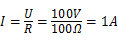 I = U/R = 100V/100Ω = 1A